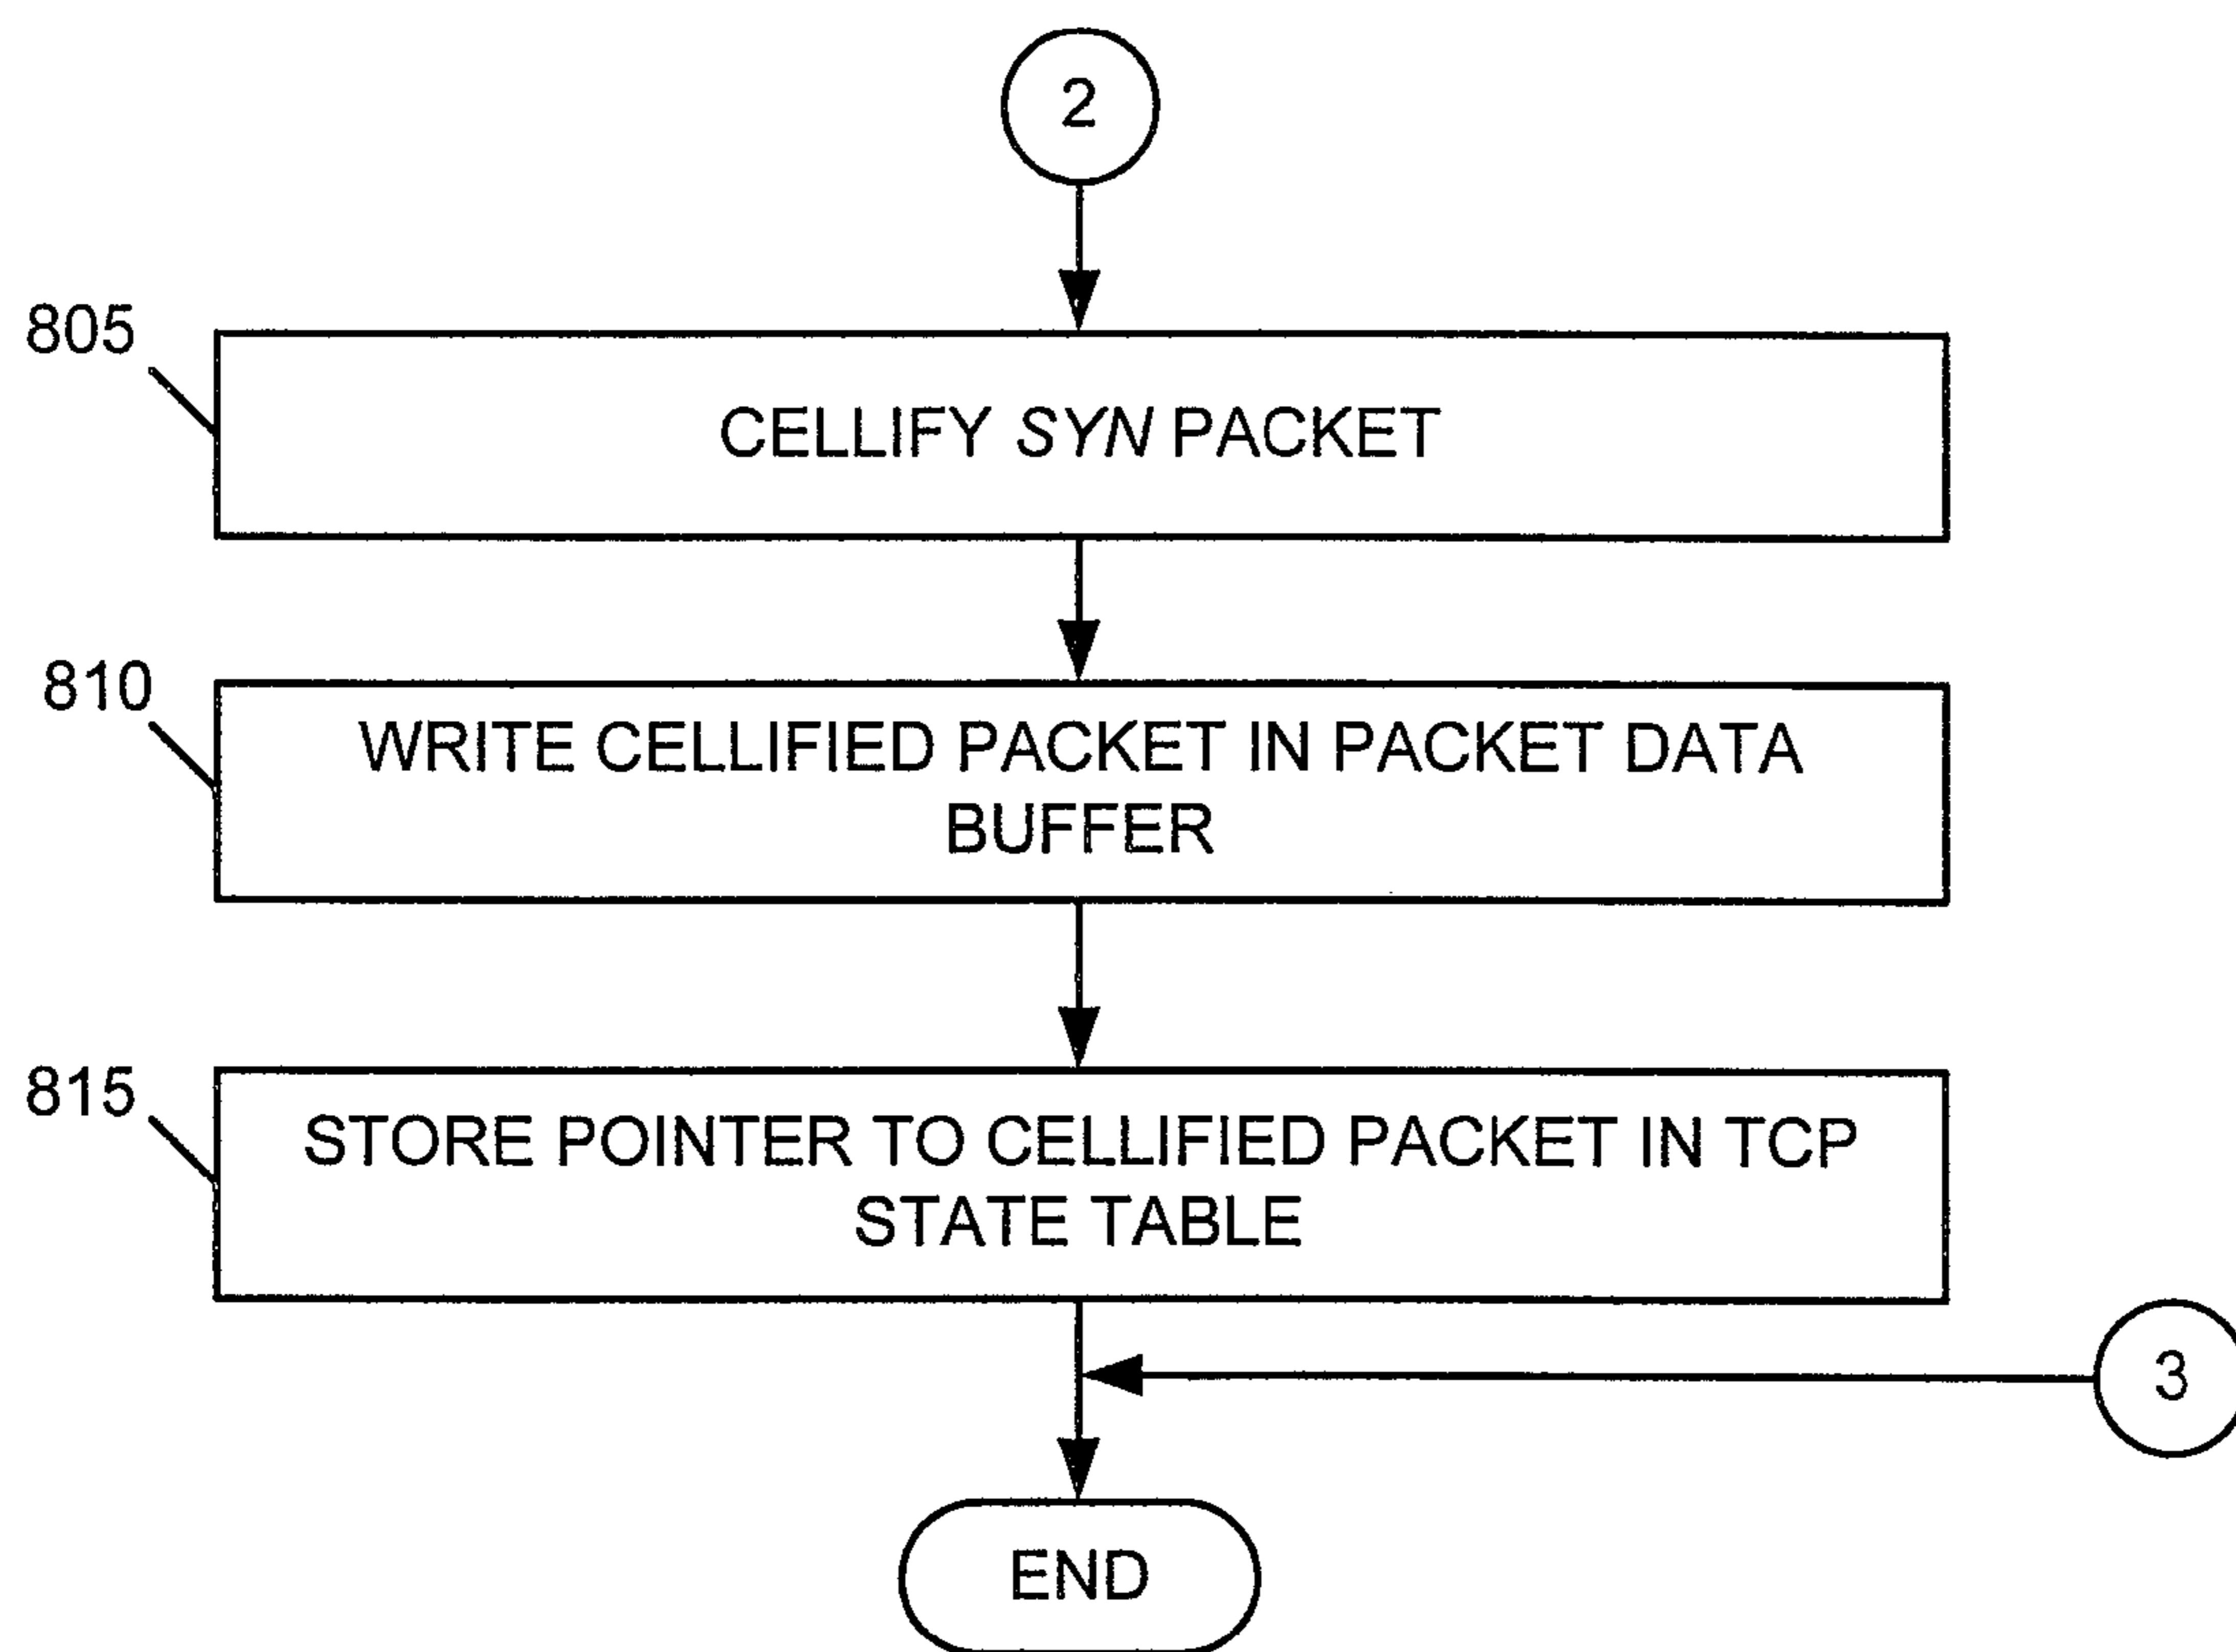 2
805
CELLIFY SYN PACKET
810
WRITE CELLIFIED PACKET IN PACKET DATA
BUFFER
815
STORE POINTER TO CELLIFIED PACKET IN TCP
STATE TABLE
3
END